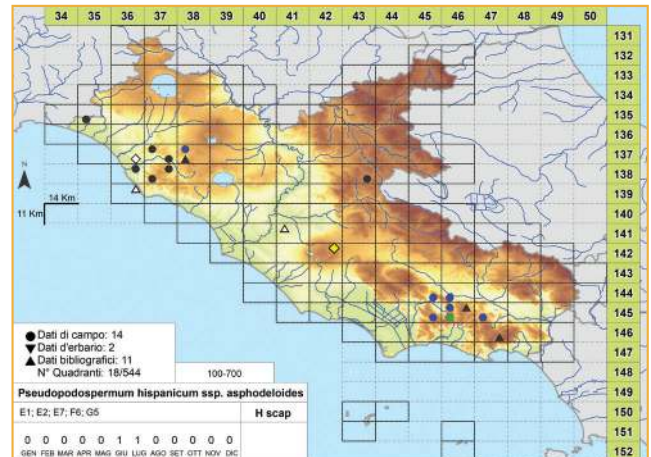 34 35 36 37 38 39 40 41 42 43 44 45 46 47 48 49 50
131
132
133
134
135
136
137
138
139
140
141
142
143
144
145
146
147
148
149
150
151
152
N
14 Km
11 Km
Dati di campo: 14
Dati d'erbario: 2
Dati bibliografici: 11
N° Quadranti: 18/544
100-700
Pseudopodospermum hispanicum ssp. asphodeloides
E1; E2; E7; F6; G5
H scap
0 0 0 0 0 1 1 0 0 0 0 0
GEN FEB MAR APR MAG GIU LUG AGO SET OTT NOV DIC